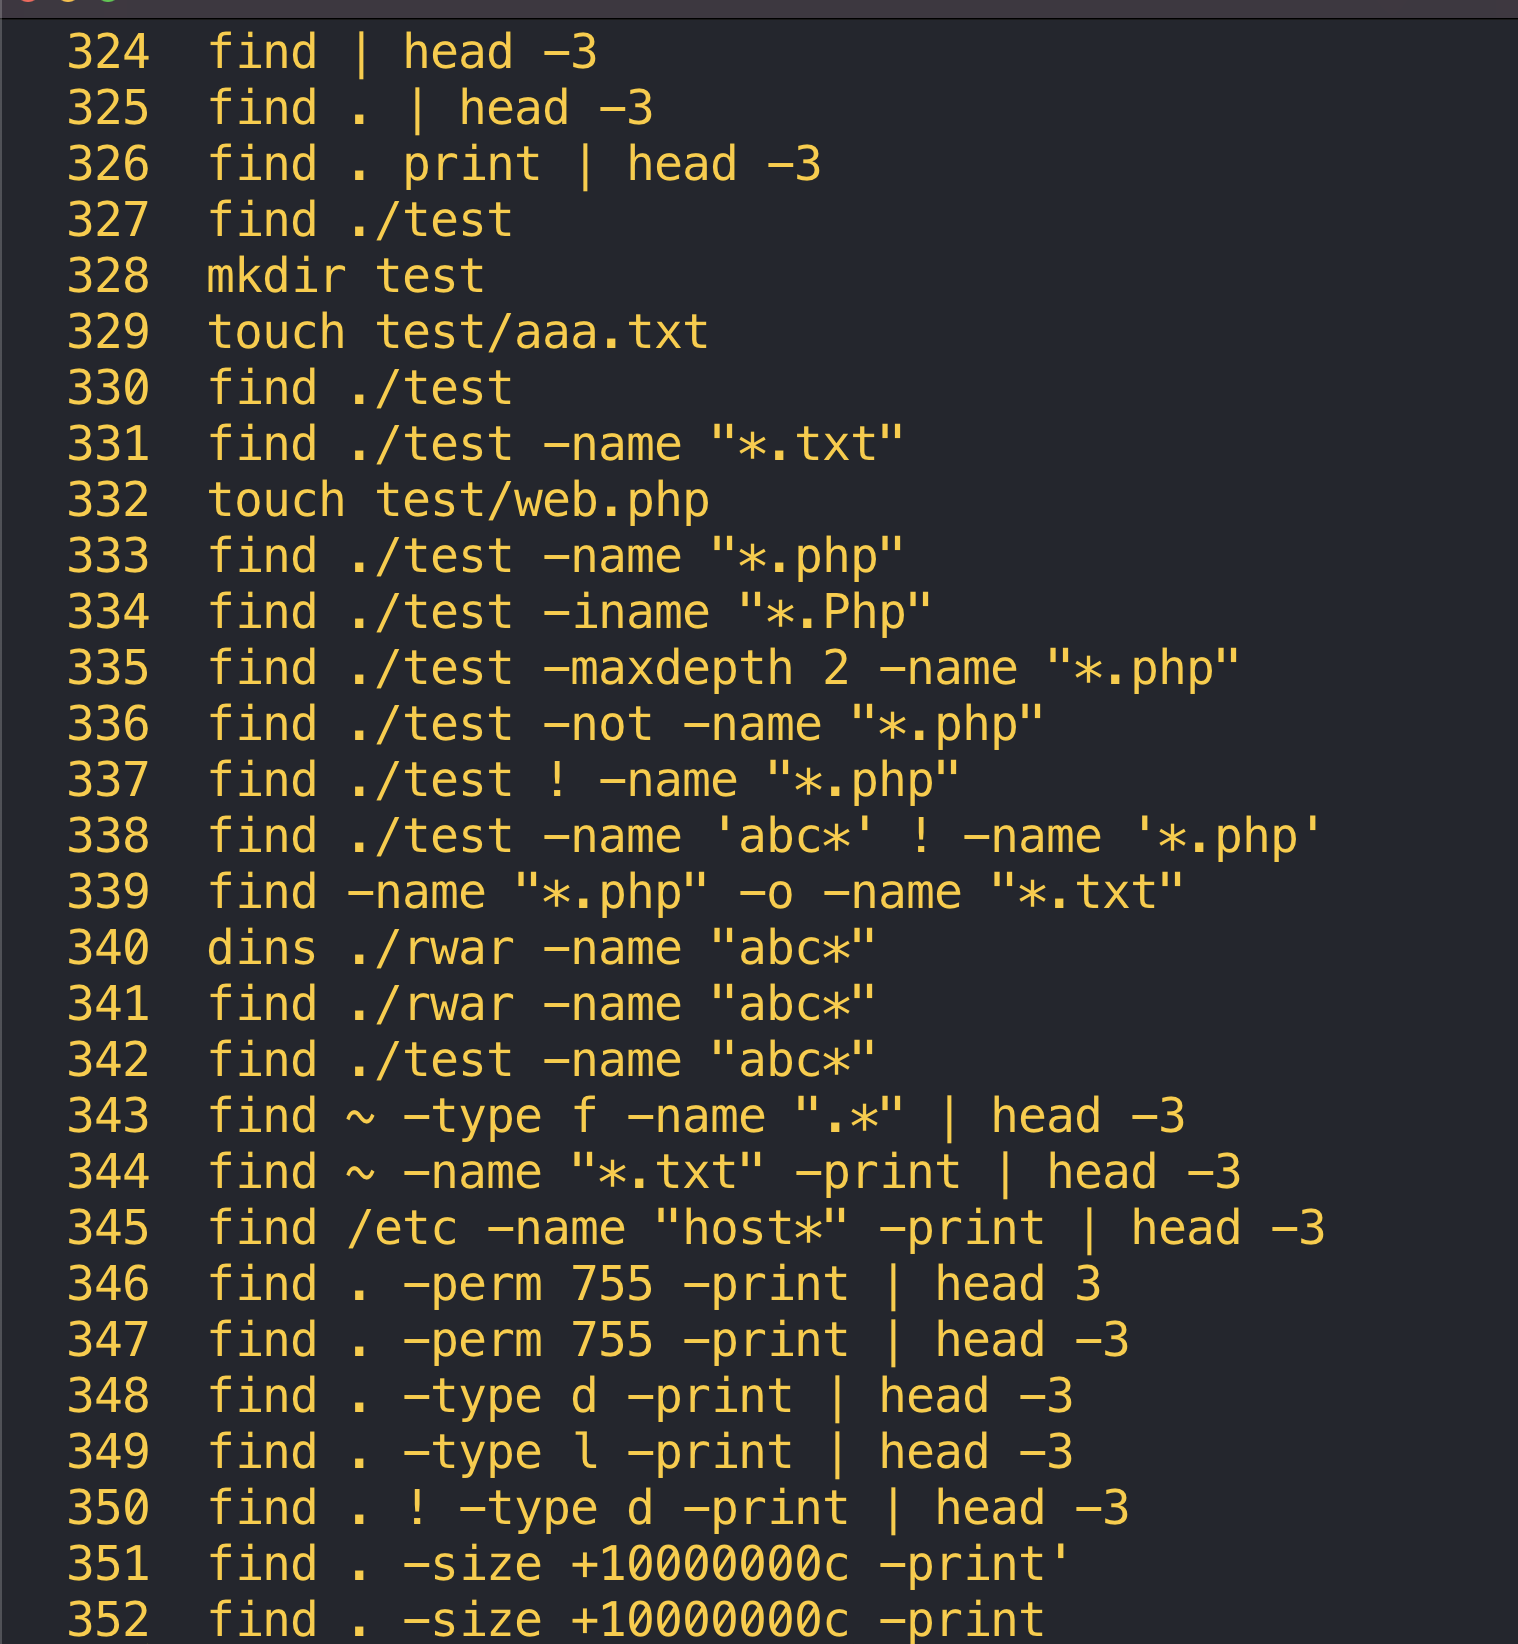 324  find | head -3
325  find . | head -3
326  find . print | head -3
327  find ./test
328  mkdir test
329  touch test/aaa.txt
330  find ./test
331  find ./test -name "*.txt"
332  touch test/web.php
333  find ./test -name "*.php"
334  find ./test -iname "*.Php"
335  find ./test -maxdepth 2 -name "*.php"
336  find ./test -not -name "*.php"
337  find ./test ! -name "*.php"
338  find ./test -name 'abc*' ! -name '*.php'
339  find -name "*.php" -o -name "*.txt"
340  dins ./rwar -name "abc*"
341  find ./rwar -name "abc*"
342  find ./test -name "abc*"
343  find ~ -type f -name ".*" | head -3
344  find ~ -name "*.txt" -print | head -3
345  find /etc -name "host*" -print | head -3
346  find . -perm 755 -print | head 3
347  find . -perm 755 -print | head -3
348  find . -type d -print | head -3
349  find . -type l -print | head -3
350  find . ! -type d -print | head -3
351  find . -size +10000000c -print'
352  find . -size +10000000c -print